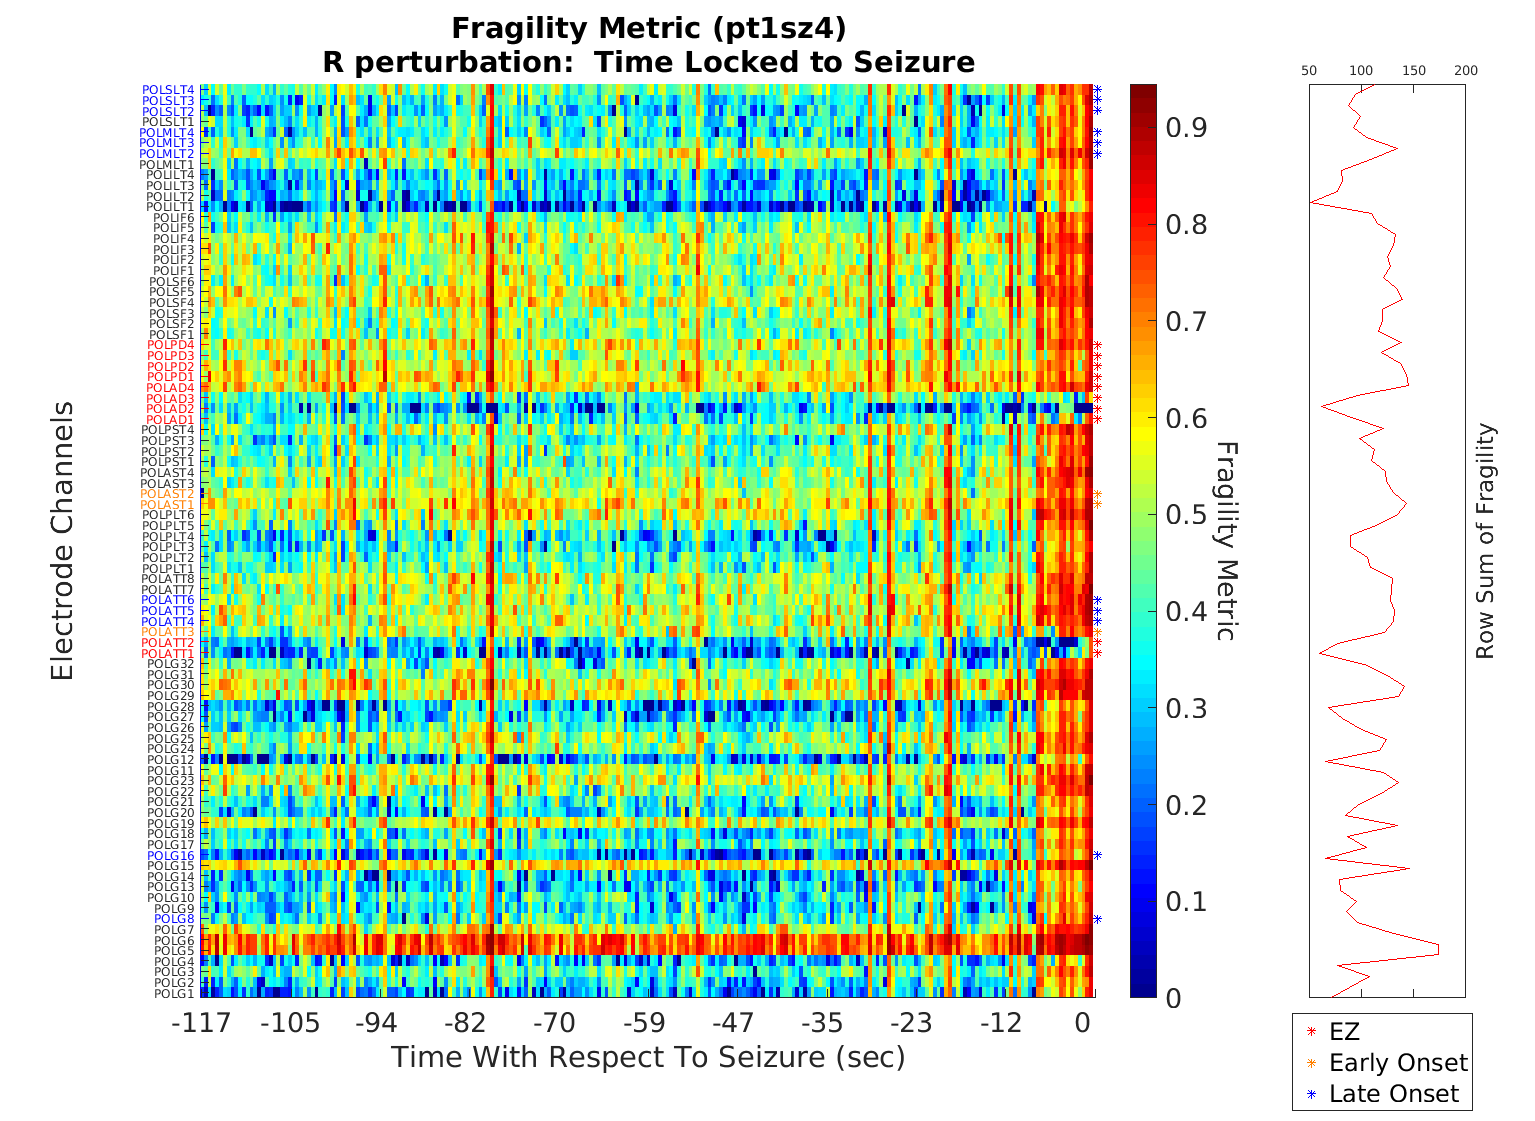 Fragility Metric (pt1sz4)
R perturbation:  Time Locked to Seizure
Electrode Channels
POLSLT4
POLSLT3
POLSLT2
POLSLT1
POLMLT4
POLMLT3
POLMLT2
POLMLT1
POLILT4
POLILT3
POLILT2
POLILT1
POLIF6
POLIF5
POLIF4
POLIF3
POLIF2
POLIF1
POLSF6
POLSF5
POLSF4
POLSF3
POLSF2
POLSF1
POLPD4
POLPD3
POLPD2
POLPD1
POLAD4
POLAD3
POLAD2
POLAD1
POLPST4
POLPST3
POLPST2
POLPST1
POLAST4
POLAST3
POLAST2
POLAST1
POLPLT6
POLPLT5
POLPLT4
POLPLT3
POLPLT2
POLPLT1
POLATT8
POLATT7
POLATT6
POLATT5
POLATT4
POLATT3
POLATT2
POLATT1
POLG32
POLG31
POLG30
POLG29
POLG28
POLG27
POLG26
POLG25
POLG24
POLG12
POLG11
POLG23
POLG22
POLG21
POLG20
POLG19
POLG18
POLG17
POLG16
POLG15
POLG14
POLG13
POLG10
POLG9
POLG8
POLG7
POLG6
POLG5
POLG4
POLG3
POLG2
POLG1
-117 -105 -94 -82 -70 -59 -47 -35 -23 -12 0
Time With Respect To Seizure (sec)
0.9
0.8
0.7
0.6
0.5
0.4
0.3
0.2
0.1
0
Fragility Metric
50 100 150 200
Row Sum of Fragility
EZ
Early Onset
Late Onset